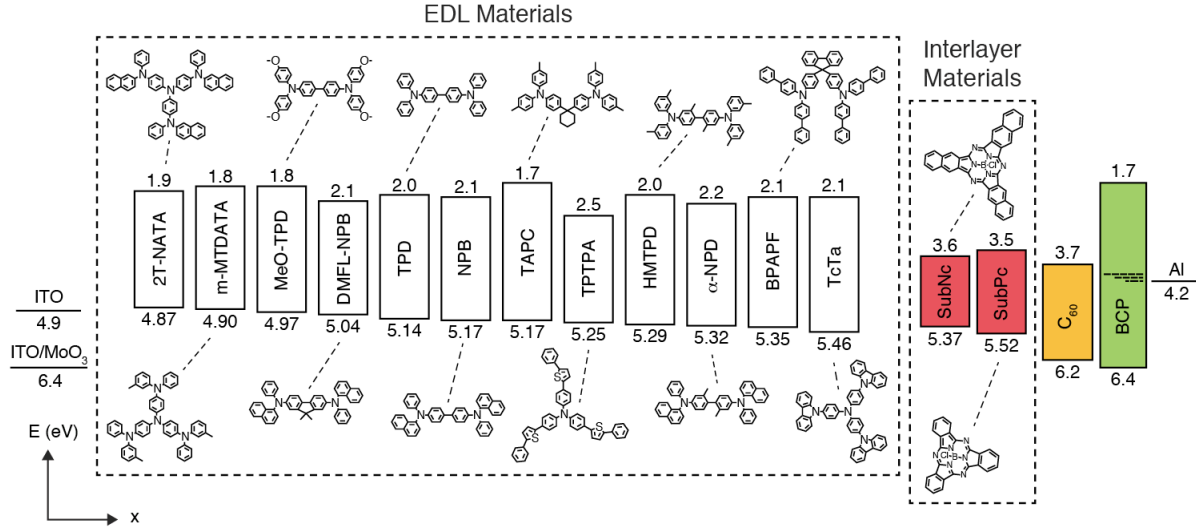 EDL Materials
Interlayer
Materials
1.9
1.8
1.8
2.1
2.0
2.1
1.7
2.5
2.0
2.2
2.1
2.1
3.6
3.5
3.7
1.7
2T-NATA
m-MTDATA
MeO-TPD
DMFL-NPB
TPD
NPB
TAPC
TPTPA
HMTPD
α-NPD
BPAPF
TcTa
SubNc
SubPc
C60
BCP
4.87
4.90
4.97
5.04
5.14
5.17
5.17
5.25
5.29
5.32
5.35
5.46
5.37
5.52
6.2
6.4
ITO
4.9
ITO/MoO3
6.4
Al
4.2
E (eV)
x